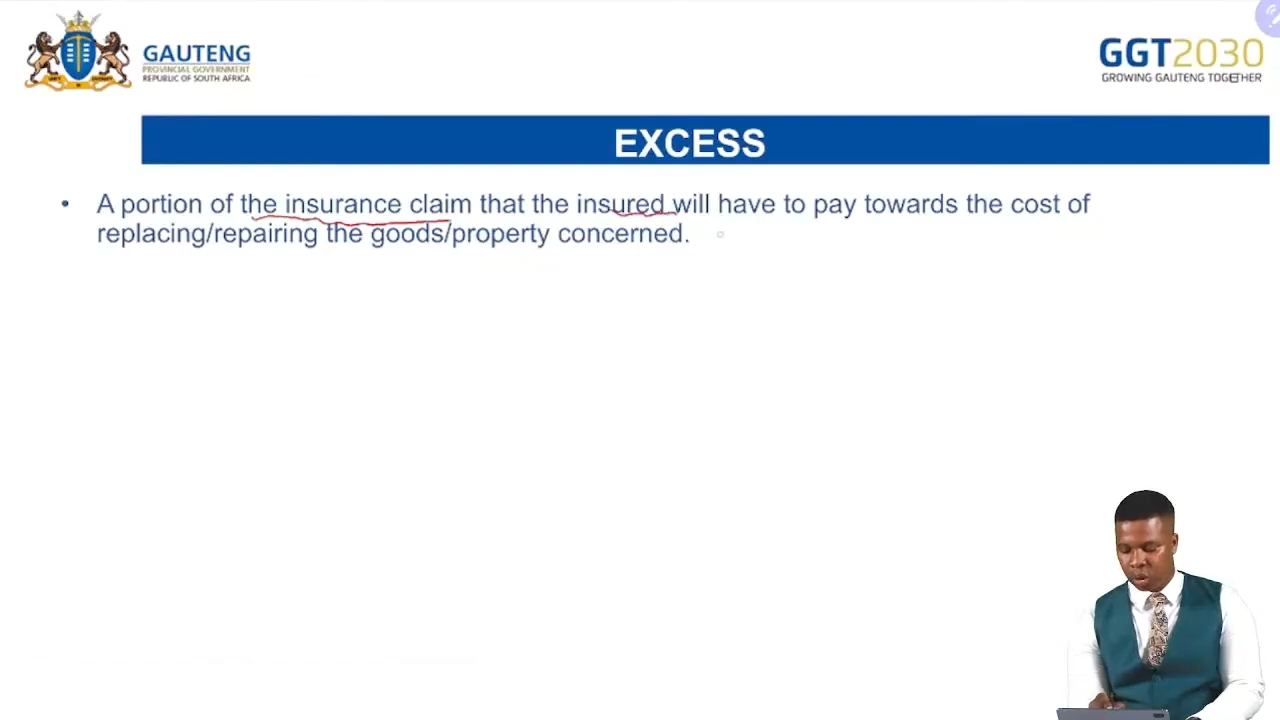 GAUTENG
PROVINCIAL GOVERNMENT
REPUBLIC OF SOUTH AFRICA
GGT2030
GROWING GAUTENG TOGETHER
EXCESS
• A portion of the insurance claim that the insured will have to pay towards the cost of
replacing/repairing the goods/property concerned.